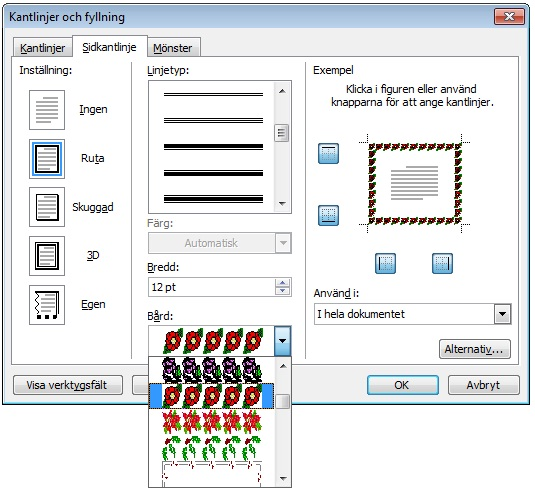 Kantlinjer och fyllning
Kantlinjer
Sidkantlinje
Mönster
Inställning:
Ingen
Ruta
Skuggad
3D
Egen
Linjetyp:
Färg:
Automatisk
Bredd:
12 pt
Bård:
Exempel
Klicka i figuren eller använd
knapparna för att ange kantlinjer.
Använd i:
I hela dokumentet
Alternativ...
Visa verktygsfält
OK
Avbryt